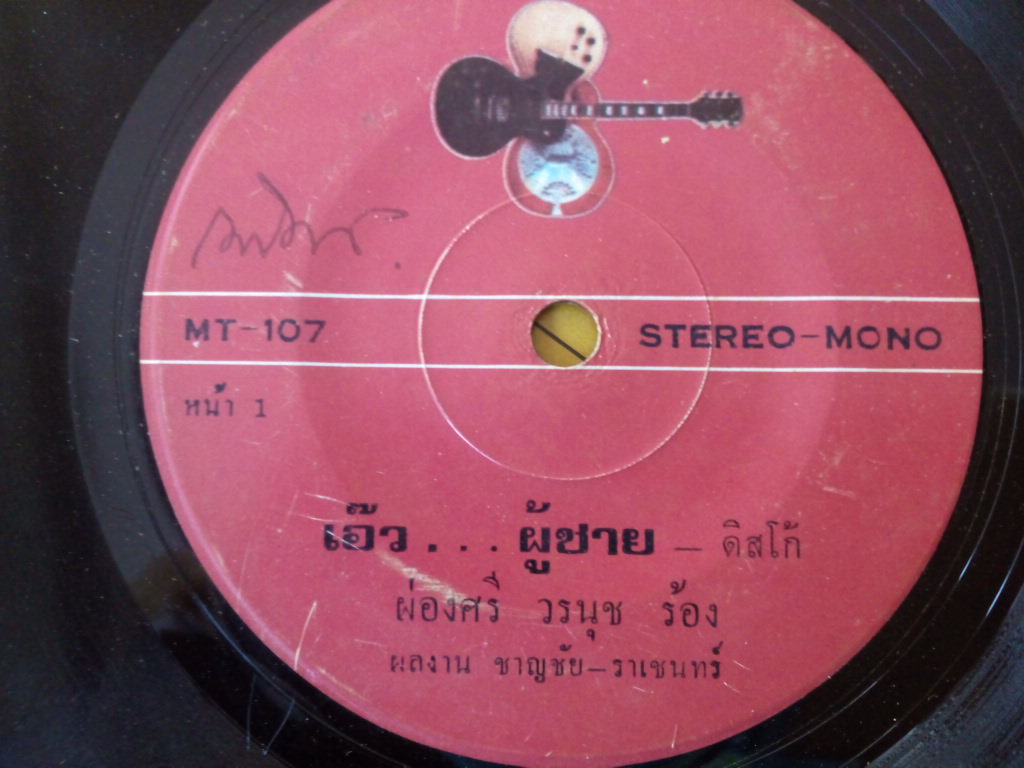 MT-107
STEREO-MONO
หน้า 1
เอ๊ว... ผู้ชาย - ดิสโก้
ผ่องศรี วรนุช ร้อง
ผลงาน ชาญชัย-ราเชนทร์